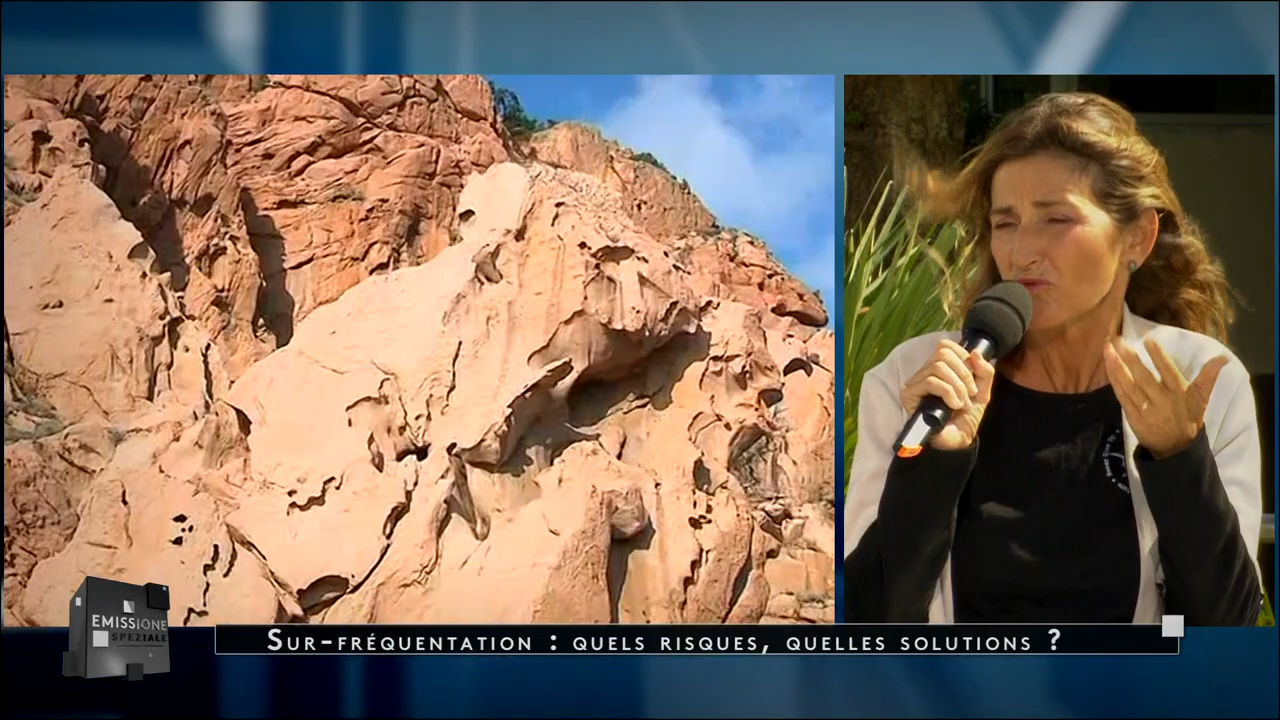 EMISSIONE
SPEZIALE
Sur-fréquentation : quels risques, quelles solutions ?